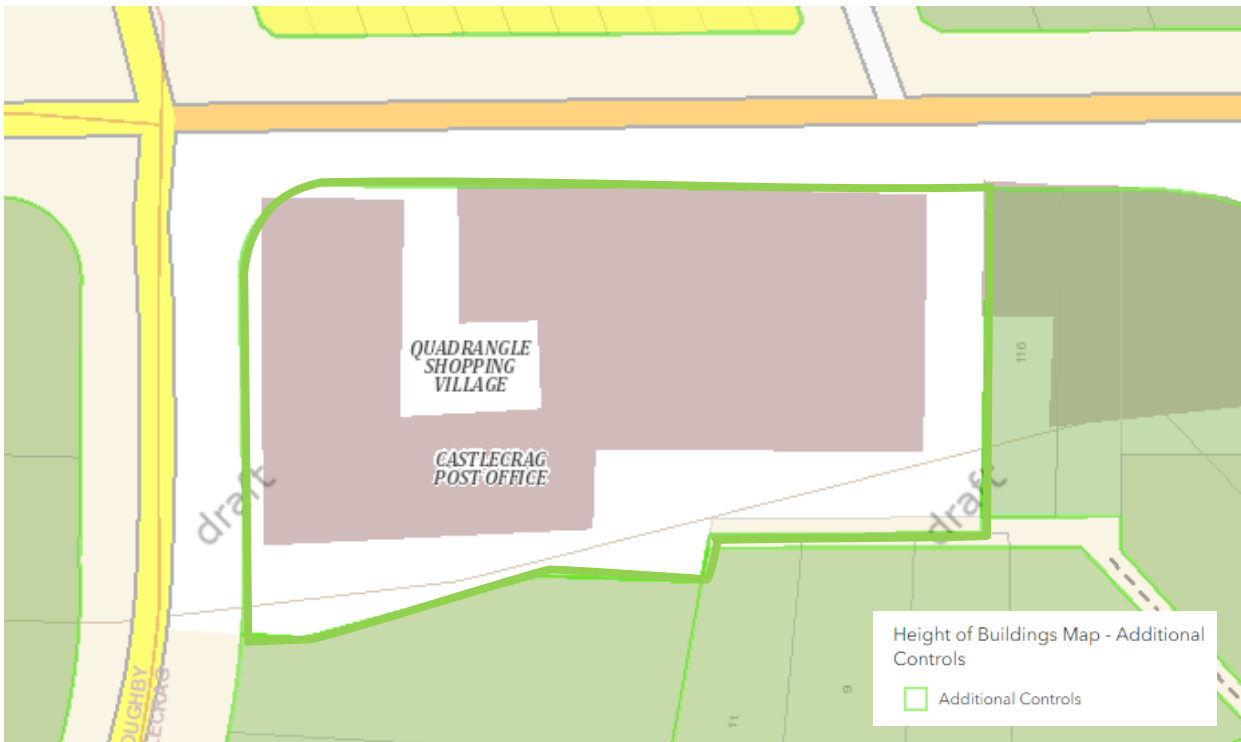 QUADRANGLE
SHOPPING
VILLAGE
116
CASTLECRAG
POST OFFICE
draft
draft
Height of Buildings Map - Additional
Controls
Additional Controls
9
11